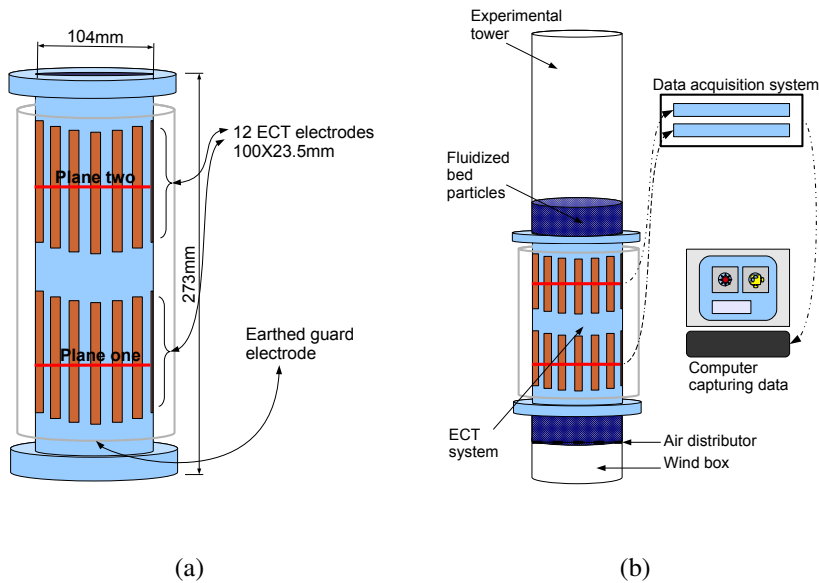 104mm
Plane two
12 ECT electrodes
100X23.5mm
273mm
Plane one
Earthed guard
electrode
(a)
Experimental
tower
Data acquisition system
Fluidized
bed
particles
Computer
capturing data
ECT
system
Air distributor
Wind box
(b)